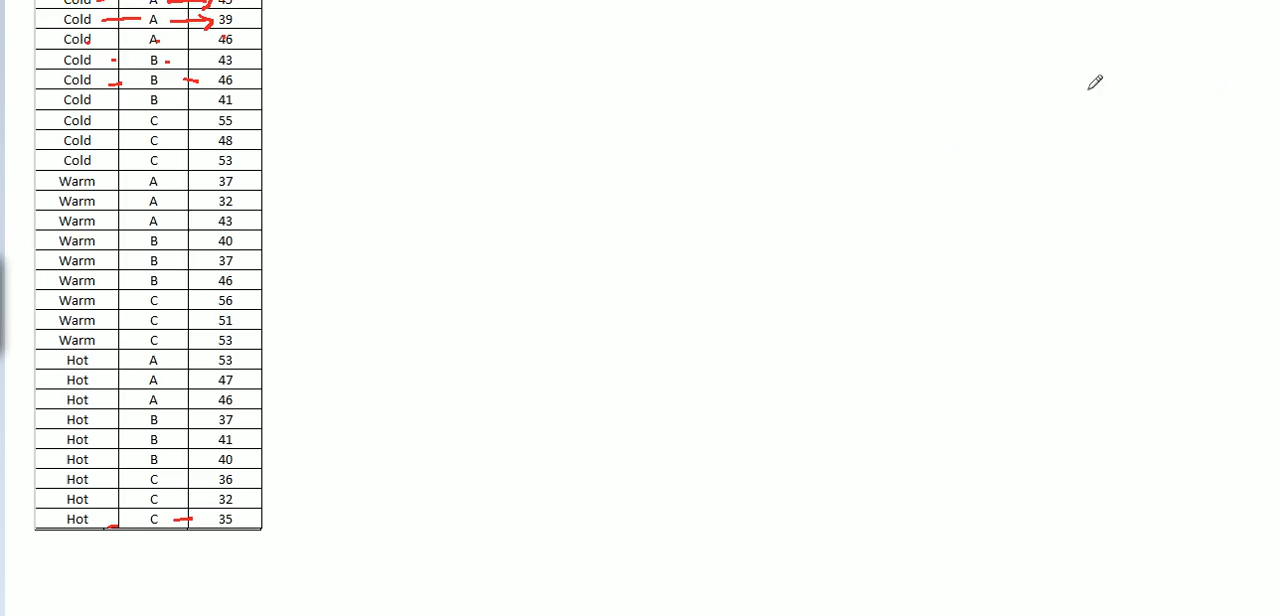 Cold A 45
Cold A 39
Cold A 46
Cold B 43
Cold B 46
Cold B 41
Cold C 55
Cold C 48
Cold C 53
Warm A 37
Warm A 32
Warm A 43
Warm B 40
Warm B 37
Warm B 46
Warm C 56
Warm C 51
Warm C 53
Hot A 53
Hot A 47
Hot A 46
Hot B 37
Hot B 41
Hot B 40
Hot C 36
Hot C 32
Hot C 35